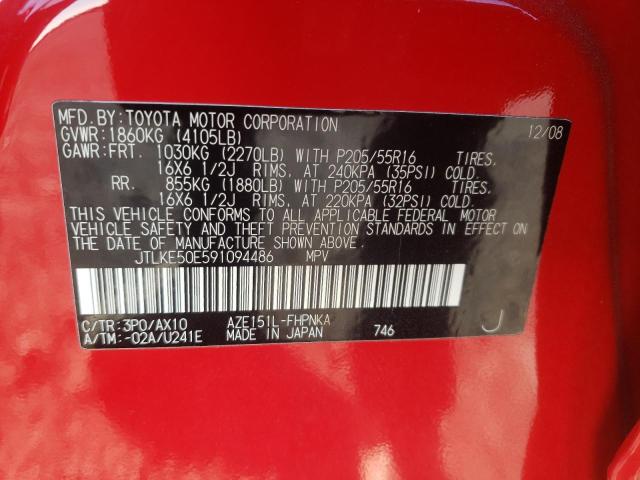 MFD.BY:TOYOTA MOTOR CORPORATION 12/08
GVWR:1860KG (4105LB)
GAWR:FRT. 1030KG (2270LB) WITH P205/55R16 TIRES,
16X6 1/2J RIMS, AT 240KPA (35PSI) COLD.
RR. 855KG (1880LB) WITH P205/55R16 TIRES,
16X6 1/2J RIMS, AT 220KPA (32PSI) COLD.
THIS VEHICLE CONFORMS TO ALL APPLICABLE FEDERAL MOTOR
VEHICLE SAFETY AND THEFT PREVENTION STANDARDS IN
EFFECT ON THE DATE OF MANUFACTURE SHOWN ABOVE.
JTLKE50E591094486 MPV
C/TR:3P0/AX10 AZE151L-FHPNKA
A/TM:-02A/U241E MADE IN JAPAN 746 J